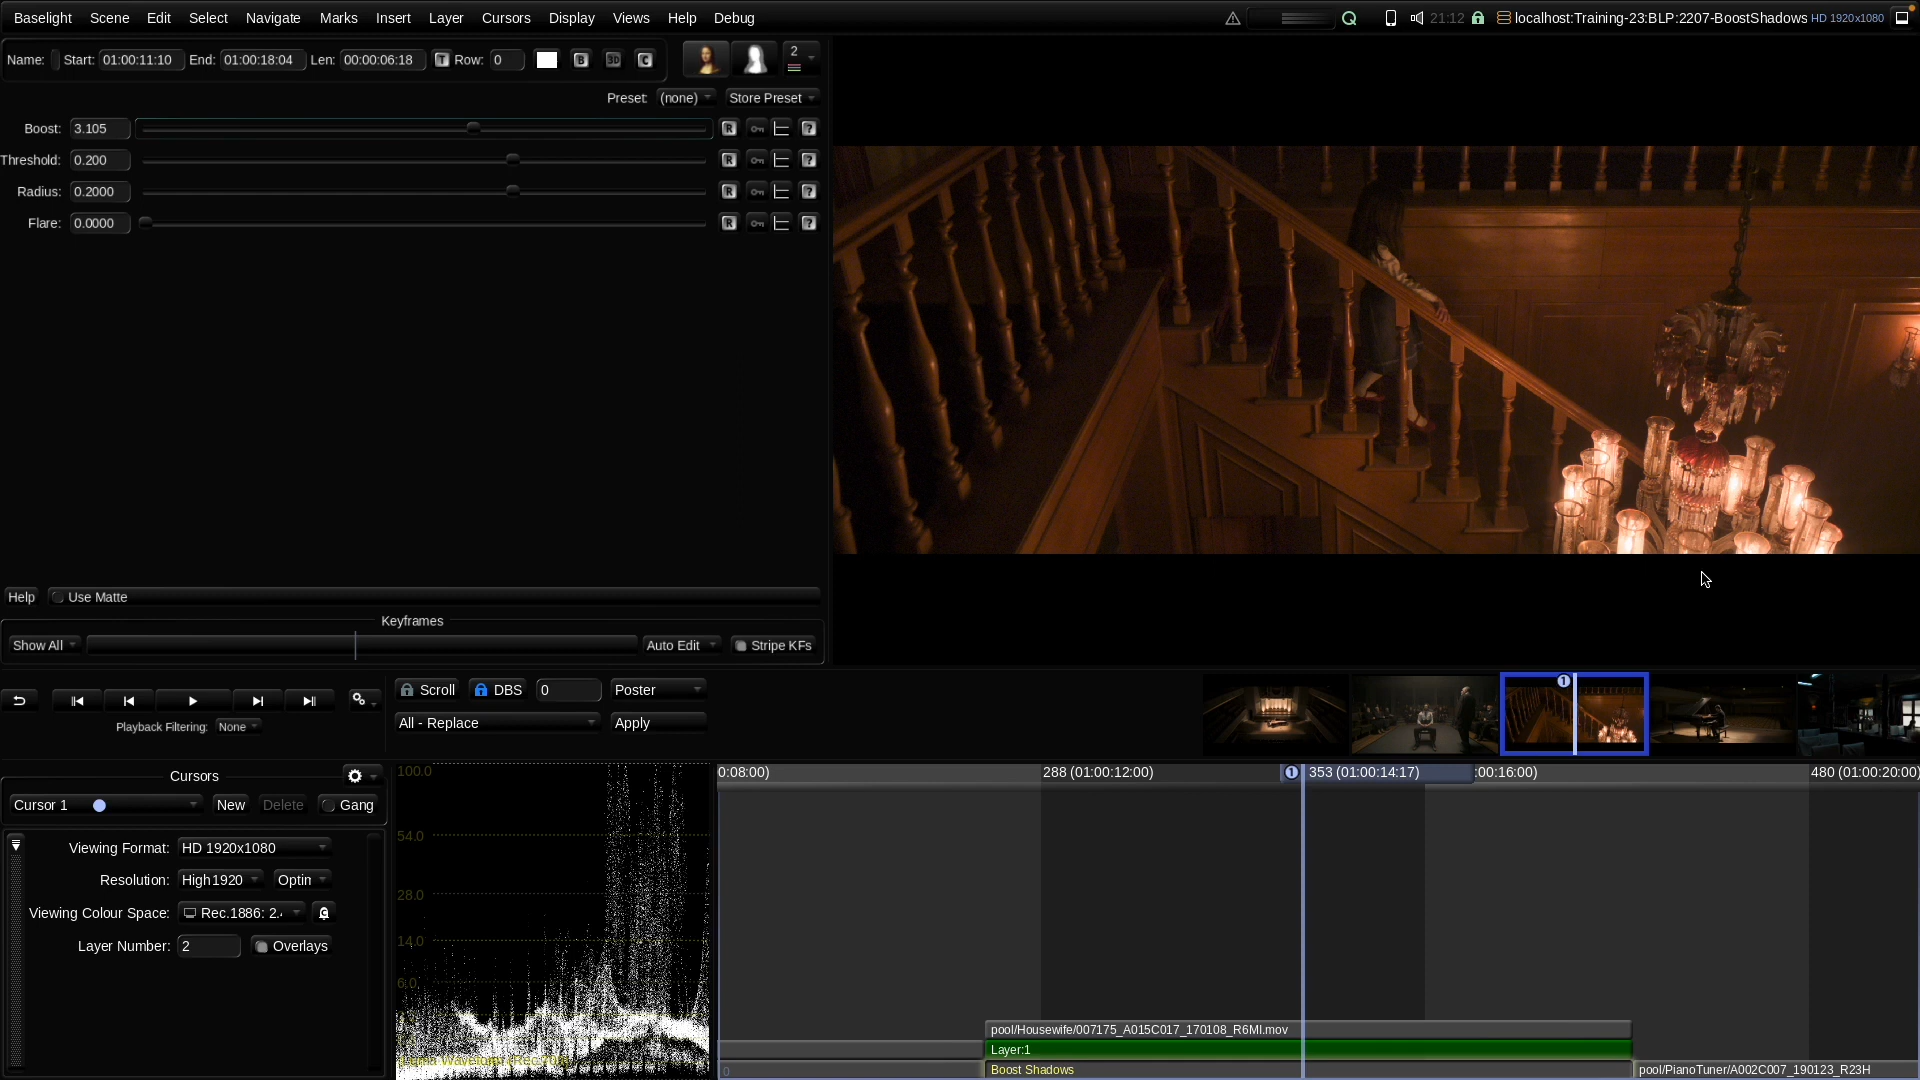 Baselight Scene Edit Select Navigate Marks Insert Layer Cursors Display Views Help Debug 21:12 localhost:Training-23:BLP:2207-BoostShadows HD 1920x1080
Name: Start: 01:00:11:10 End: 01:00:18:04 Len: 00:00:06:18 T Row: 0 B 3D C 2
Preset: (none) Store Preset
Boost: 3.105 R ?
Threshold: 0.200 R ?
Radius: 0.2000 R ?
Flare: 0.0000 R ?
Help Use Matte
Keyframes
Show All Auto Edit Stripe KFs
Scroll DBS 0 Poster
Playback Filtering: None
All - Replace Apply
1
Cursors
Cursor 1 New Delete Gang
Viewing Format: HD 1920x1080
Resolution: High1920 Optin
Viewing Colour Space: Rec.1886: 2.
Layer Number: 2 Overlays
100.0
54.0
28.0
14.0
6.0
0:08:00) 288 (01:00:12:00) 1 353 (01:00:14:17) :00:16:00) 480 (01:00:20:00)
pool/Housewife/007175_A015C017_170108_R6MI.mov
Layer:1
0 Boost Shadows pool/PianoTuner/A002C007_190123_R23H